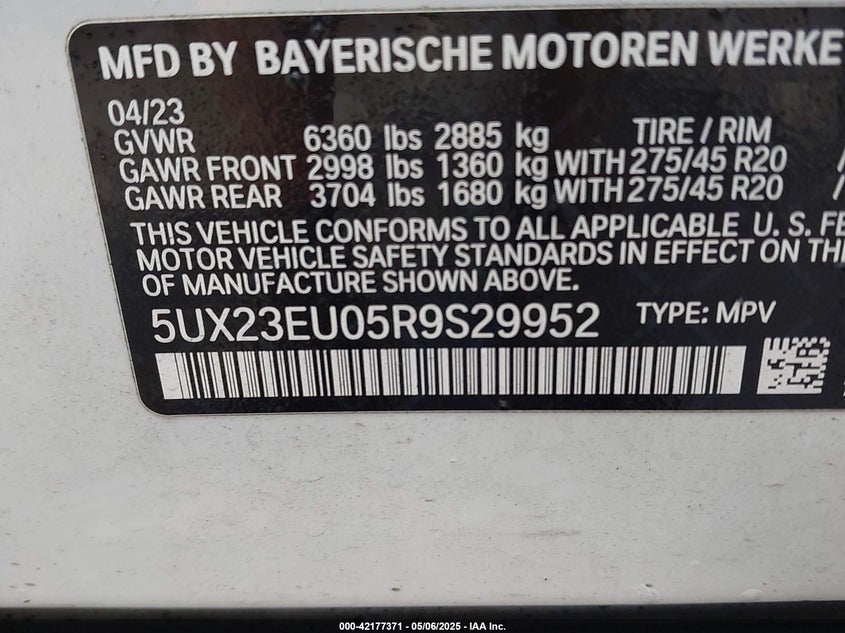 MFD BY BAYERISCHE MOTOREN WERKE
04/23
GVWR 6360 lbs 2885 kg TIRE / RIM
GAWR FRONT 2998 lbs 1360 kg WITH 275/45 R20 /
GAWR REAR 3704 lbs 1680 kg WITH 275/45 R20 /
THIS VEHICLE CONFORMS TO ALL APPLICABLE U. S. FE
MOTOR VEHICLE SAFETY STANDARDS IN EFFECT ON TH
OF MANUFACTURE SHOWN ABOVE.
5UX23EU05R9S29952 TYPE: MPV
000-42177371 | 05/06/2025 - IAA Inc.